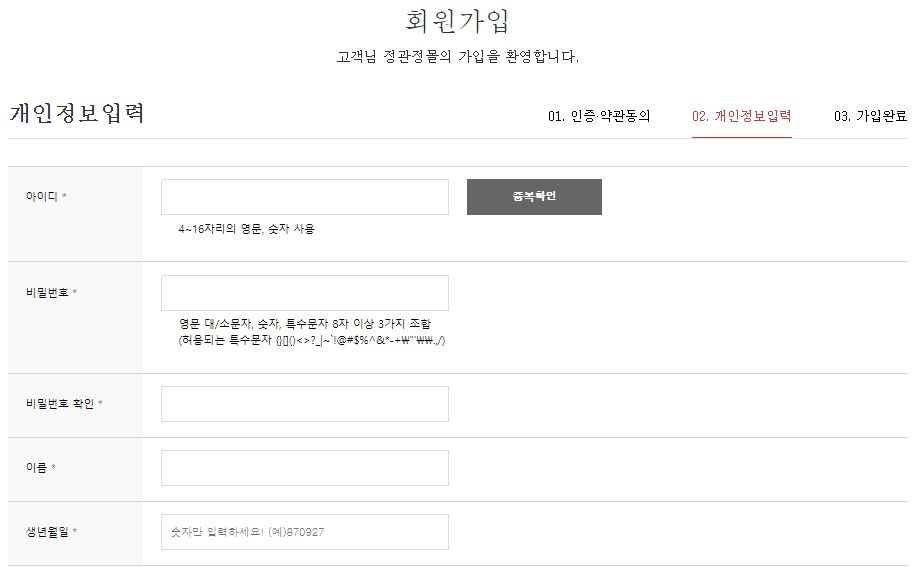 회원가입
고객님 정관정몰의 가입을 환영합니다.
개인정보입력
01. 인증·약관동의 02. 개인정보입력 03. 가입완료
아이디 * 중복확인
4~16자리의 영문, 숫자 사용
비밀번호 *
영문 대/소문자, 숫자, 특수문자 8자 이상 3가지 조합
(허용되는 특수문자 {}[]()<>?_|~`!@#$%^&*-+₩"'₩₩.,/)
비밀번호 확인 *
이름 *
생년월일 * 숫자만 입력하세요! (예)870927